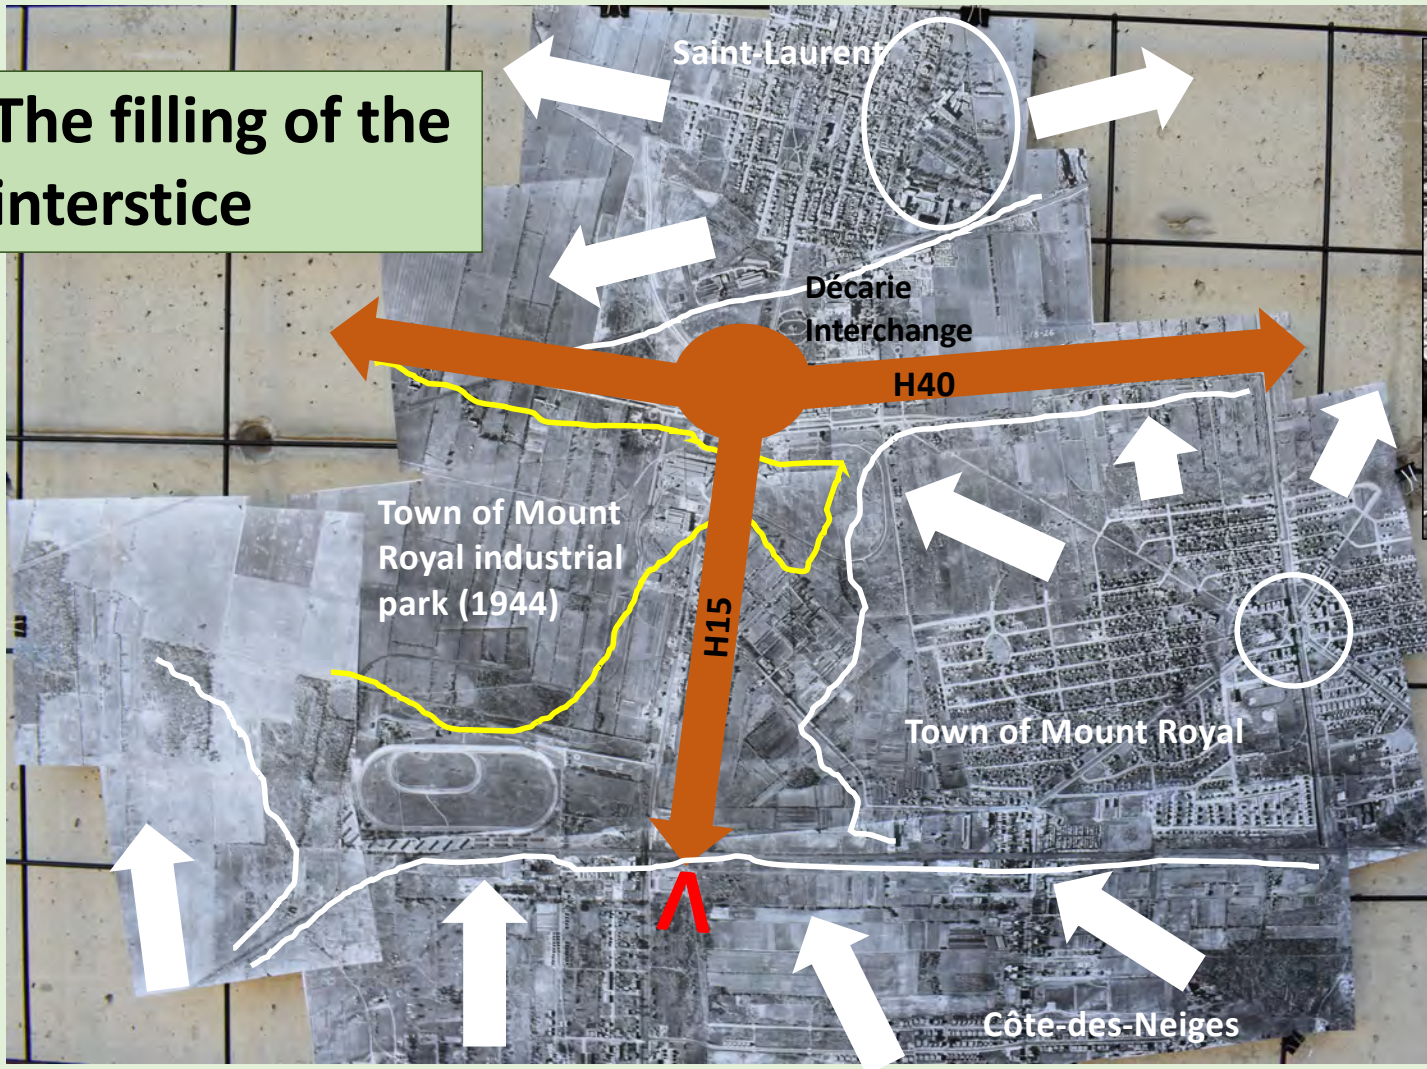 The filling of the
interstice
Saint-Laurent
Décarie
Interchange
H40
Town of Mount
Royal industrial
park (1944)
H15
Town of Mount Royal
Côte-des-Neiges